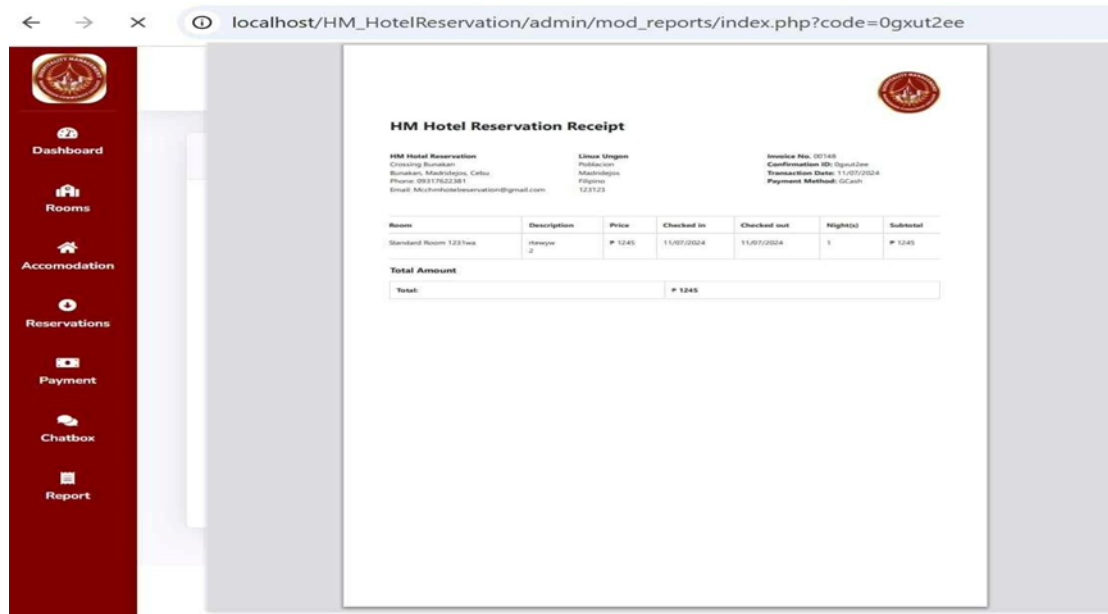 localhost/HM_HotelReservation/admin/mod_reports/index.php?code=0gxut2ee
Dashboard
Rooms
Accomodation
Reservations
Payment
Chatbox
Report
HM Hotel Reservation Receipt
HM Hotel Reservation
Crossing Bunakan
Bunakan, Madridejos, Cebu
Phone: 09317622381
Email: Mcchmhotelreservation@gmail.com
Linux Ungon
Poblacion
Madridejos
Filipino
123123
Invoice No. 00148
Confirmation ID: 0gxut2ee
Transaction Date: 11/07/2024
Payment Method: GCash
Room Description Price Checked in Checked out Night(s) Subtotal
Standard Room 1231wa rtewyw ₱ 1245 11/07/2024 11/07/2024 1 ₱ 1245
2
Total Amount
Total: ₱ 1245